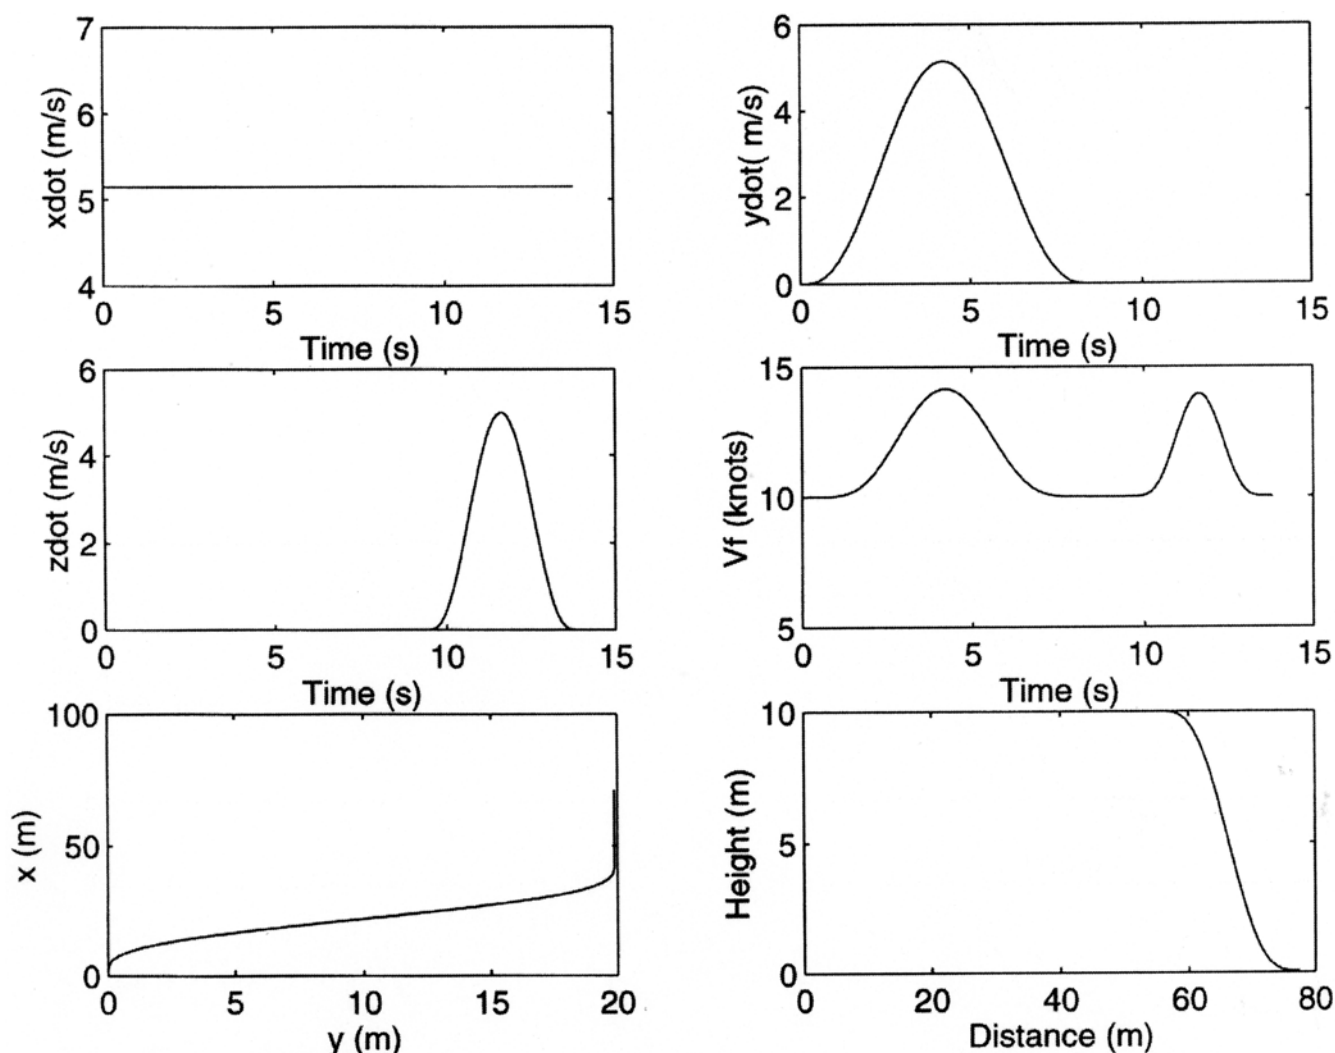 7
6
5
4
xdot (m/s)
0 5 10 15
Time (s)
6
4
2
0
ydot( m/s)
0 5 10 15
Time (s)
6
4
2
0
zdot (m/s)
0 5 10 15
Time (s)
15
10
5
Vf (knots)
0 5 10 15
Time (s)
100
50
0
x (m)
0 5 10 15 20
y (m)
10
5
0
Height (m)
0 20 40 60 80
Distance (m)